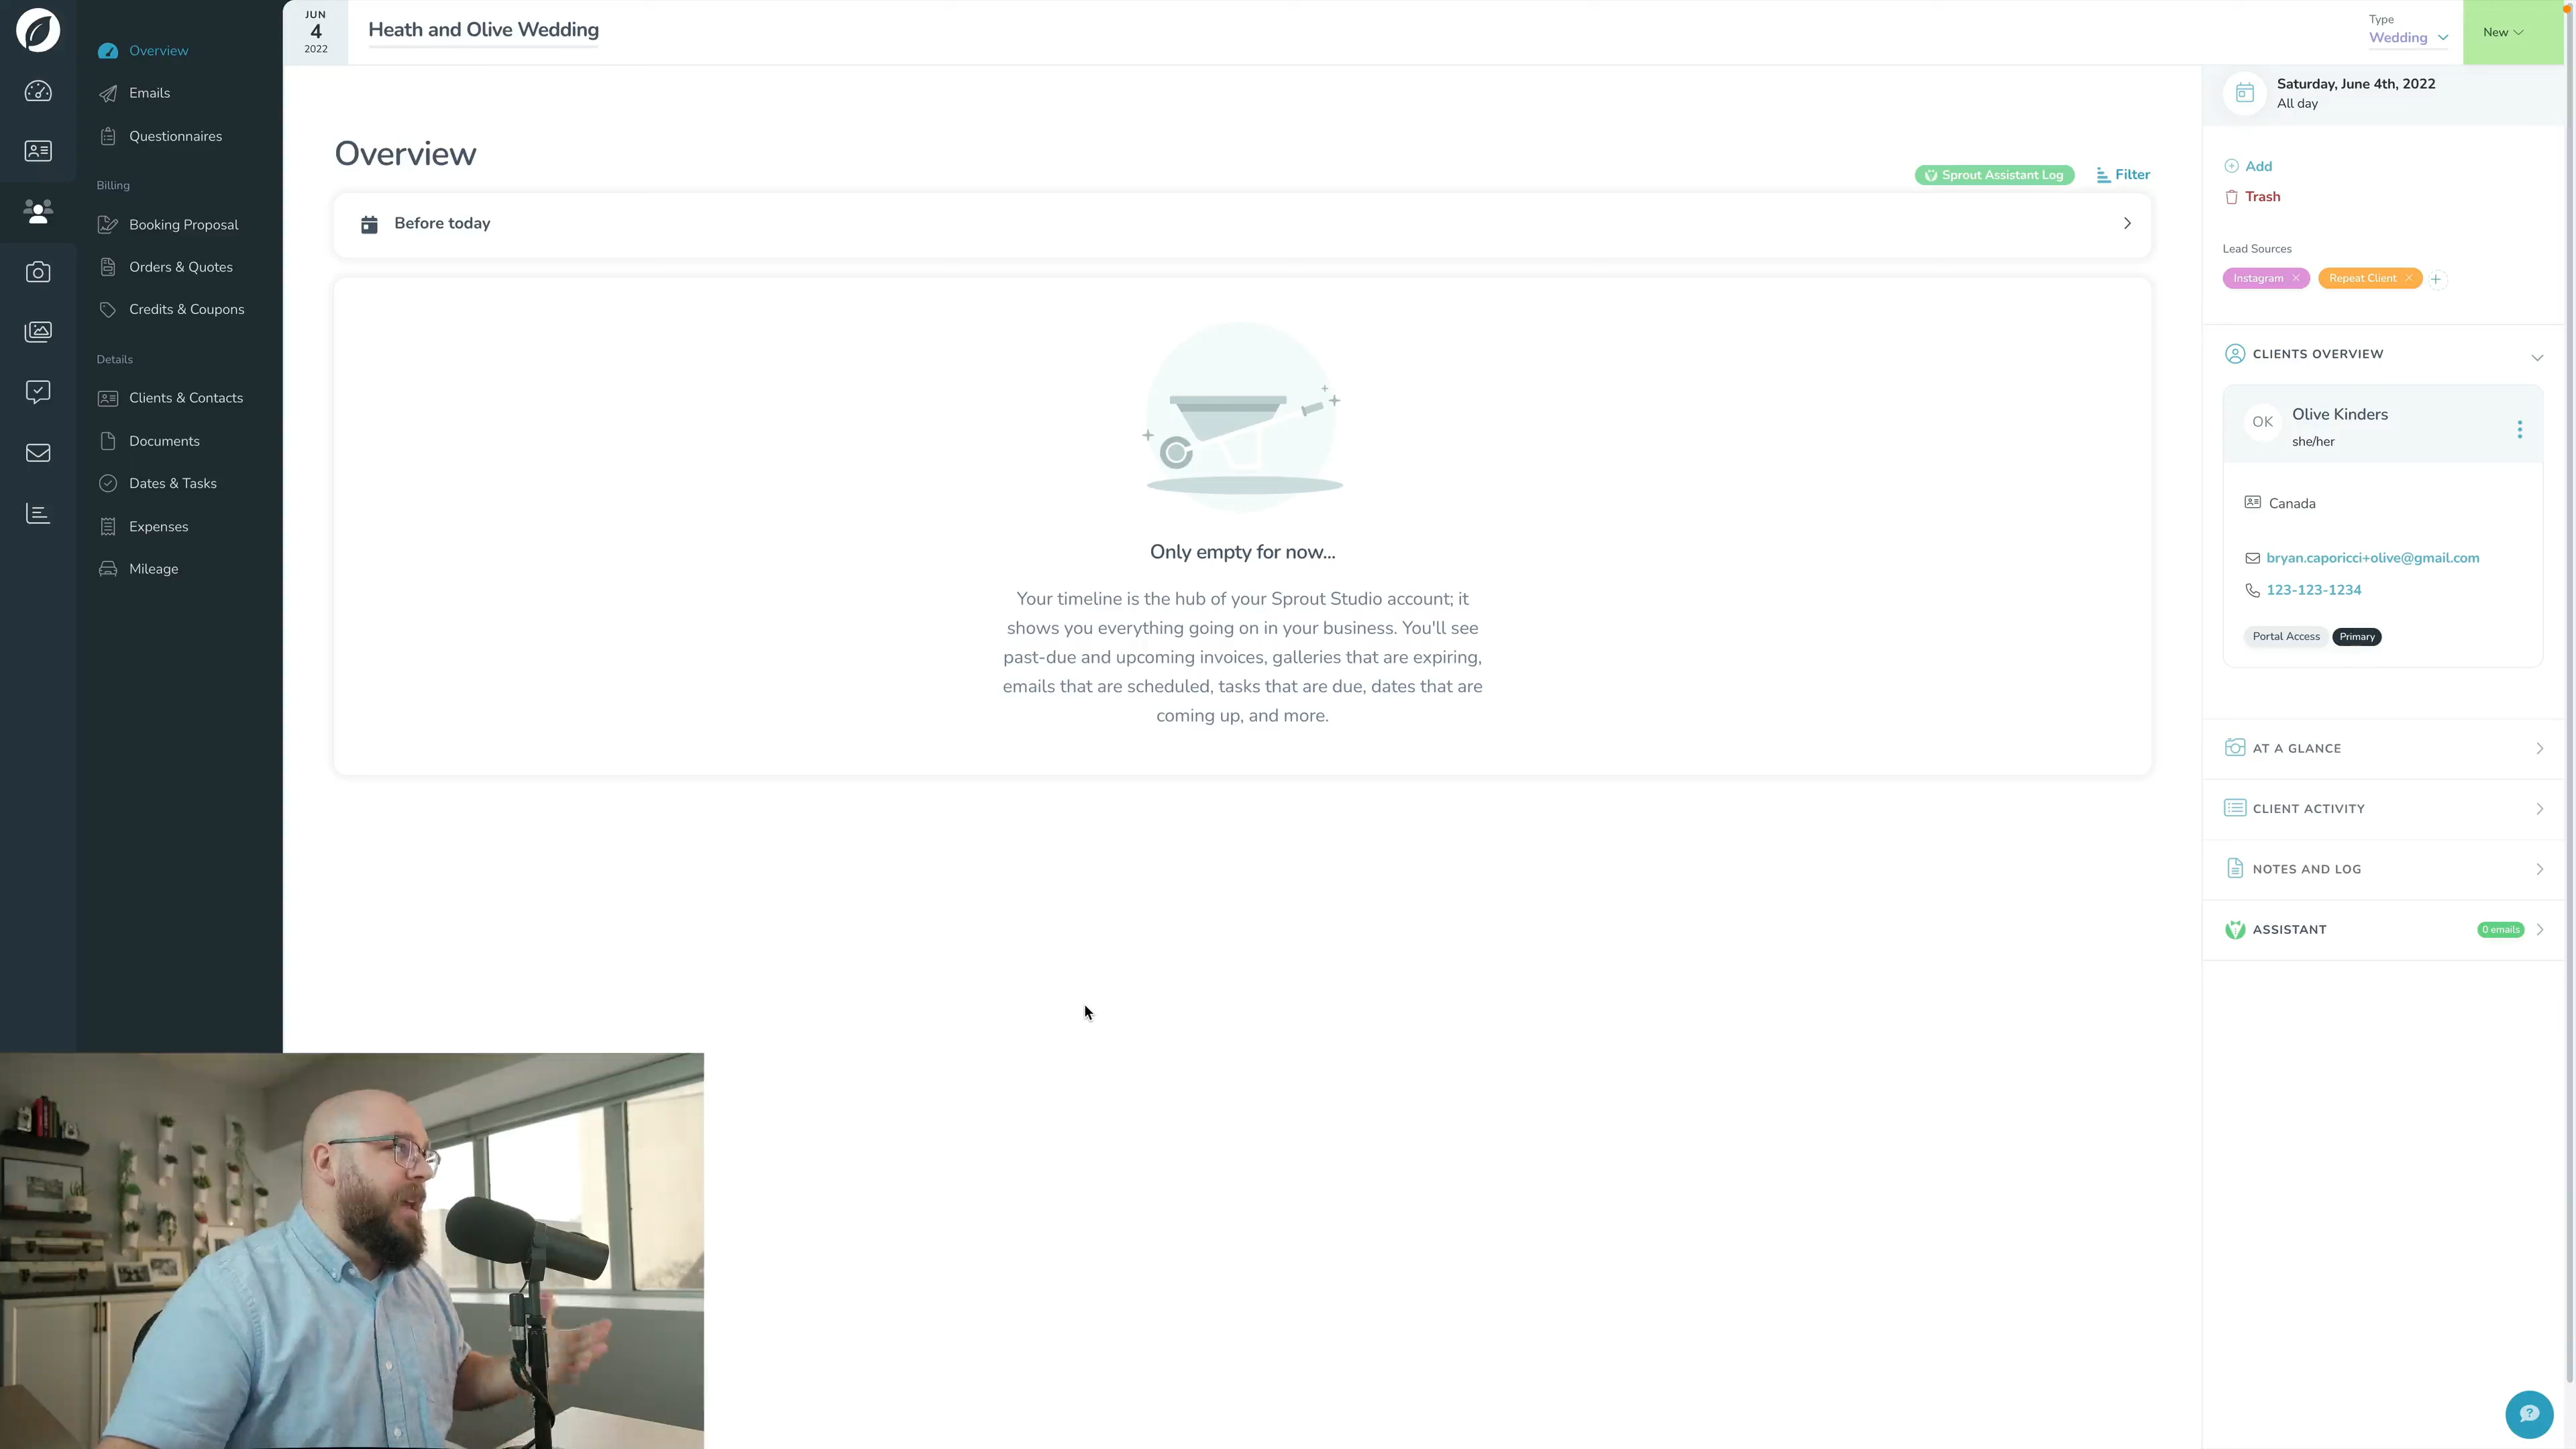 JUN
4
2022
Heath and Olive Wedding
Type
Wedding
New
Overview
Emails
Questionnaires
Billing
Booking Proposal
Orders & Quotes
Credits & Coupons
Details
Clients & Contacts
Documents
Dates & Tasks
Expenses
Mileage
Overview
Sprout Assistant Log
Filter
Before today
Only empty for now...
Your timeline is the hub of your Sprout Studio account; it
shows you everything going on in your business. You'll see
past-due and upcoming invoices, galleries that are expiring,
emails that are scheduled, tasks that are due, dates that are
coming up, and more.
Saturday, June 4th, 2022
All day
Add
Trash
Lead Sources
Instagram
Repeat Client
CLIENTS OVERVIEW
OK
Olive Kinders
she/her
Canada
bryan.caporicci+olive@gmail.com
123-123-1234
Portal Access
Primary
AT A GLANCE
CLIENT ACTIVITY
NOTES AND LOG
ASSISTANT
0 emails